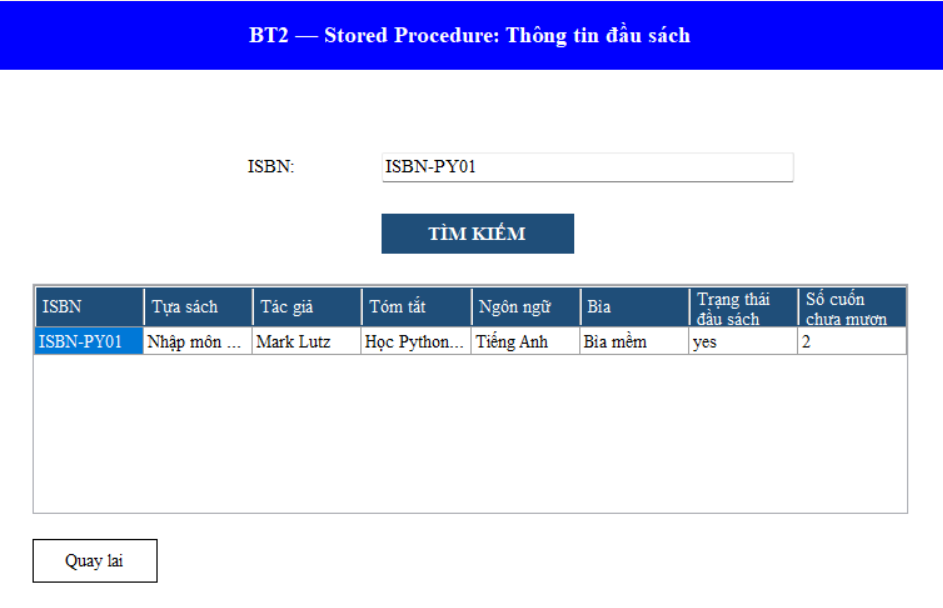 BT2 — Stored Procedure: Thông tin đầu sách
ISBN: ISBN-PY01
TÌM KIẾM
ISBN Tựa sách Tác giả Tóm tắt Ngôn ngữ Bìa Trạng thái đầu sách Số cuốn chưa mượn
ISBN-PY01 Nhập môn ... Mark Lutz Học Python... Tiếng Anh Bìa mềm yes 2
Quay lai